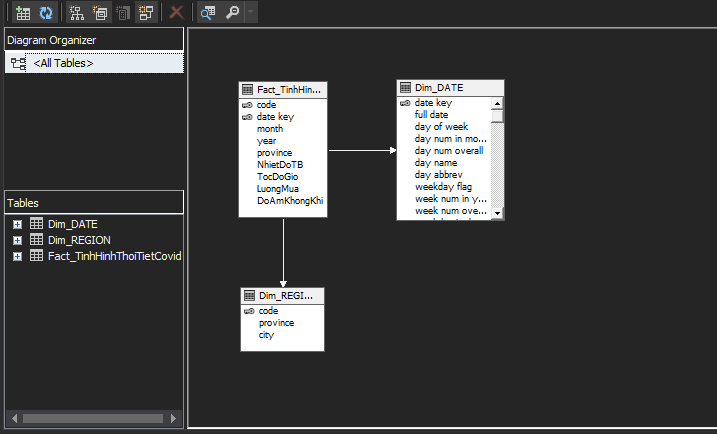 Diagram Organizer
<All Tables>
Tables
Dim_DATE
Dim_REGION
Fact_TinhHinhThoiTietCovid
Fact_TinhHin...
code
date key
month
year
province
NhietDoTB
TocDoGio
LuongMua
DoAmKhongKhi
Dim_DATE
date key
full date
day of week
day num in mo...
day num overall
day name
day abbrev
weekday flag
week num in y...
week num ove...
Dim_REGI...
code
province
city